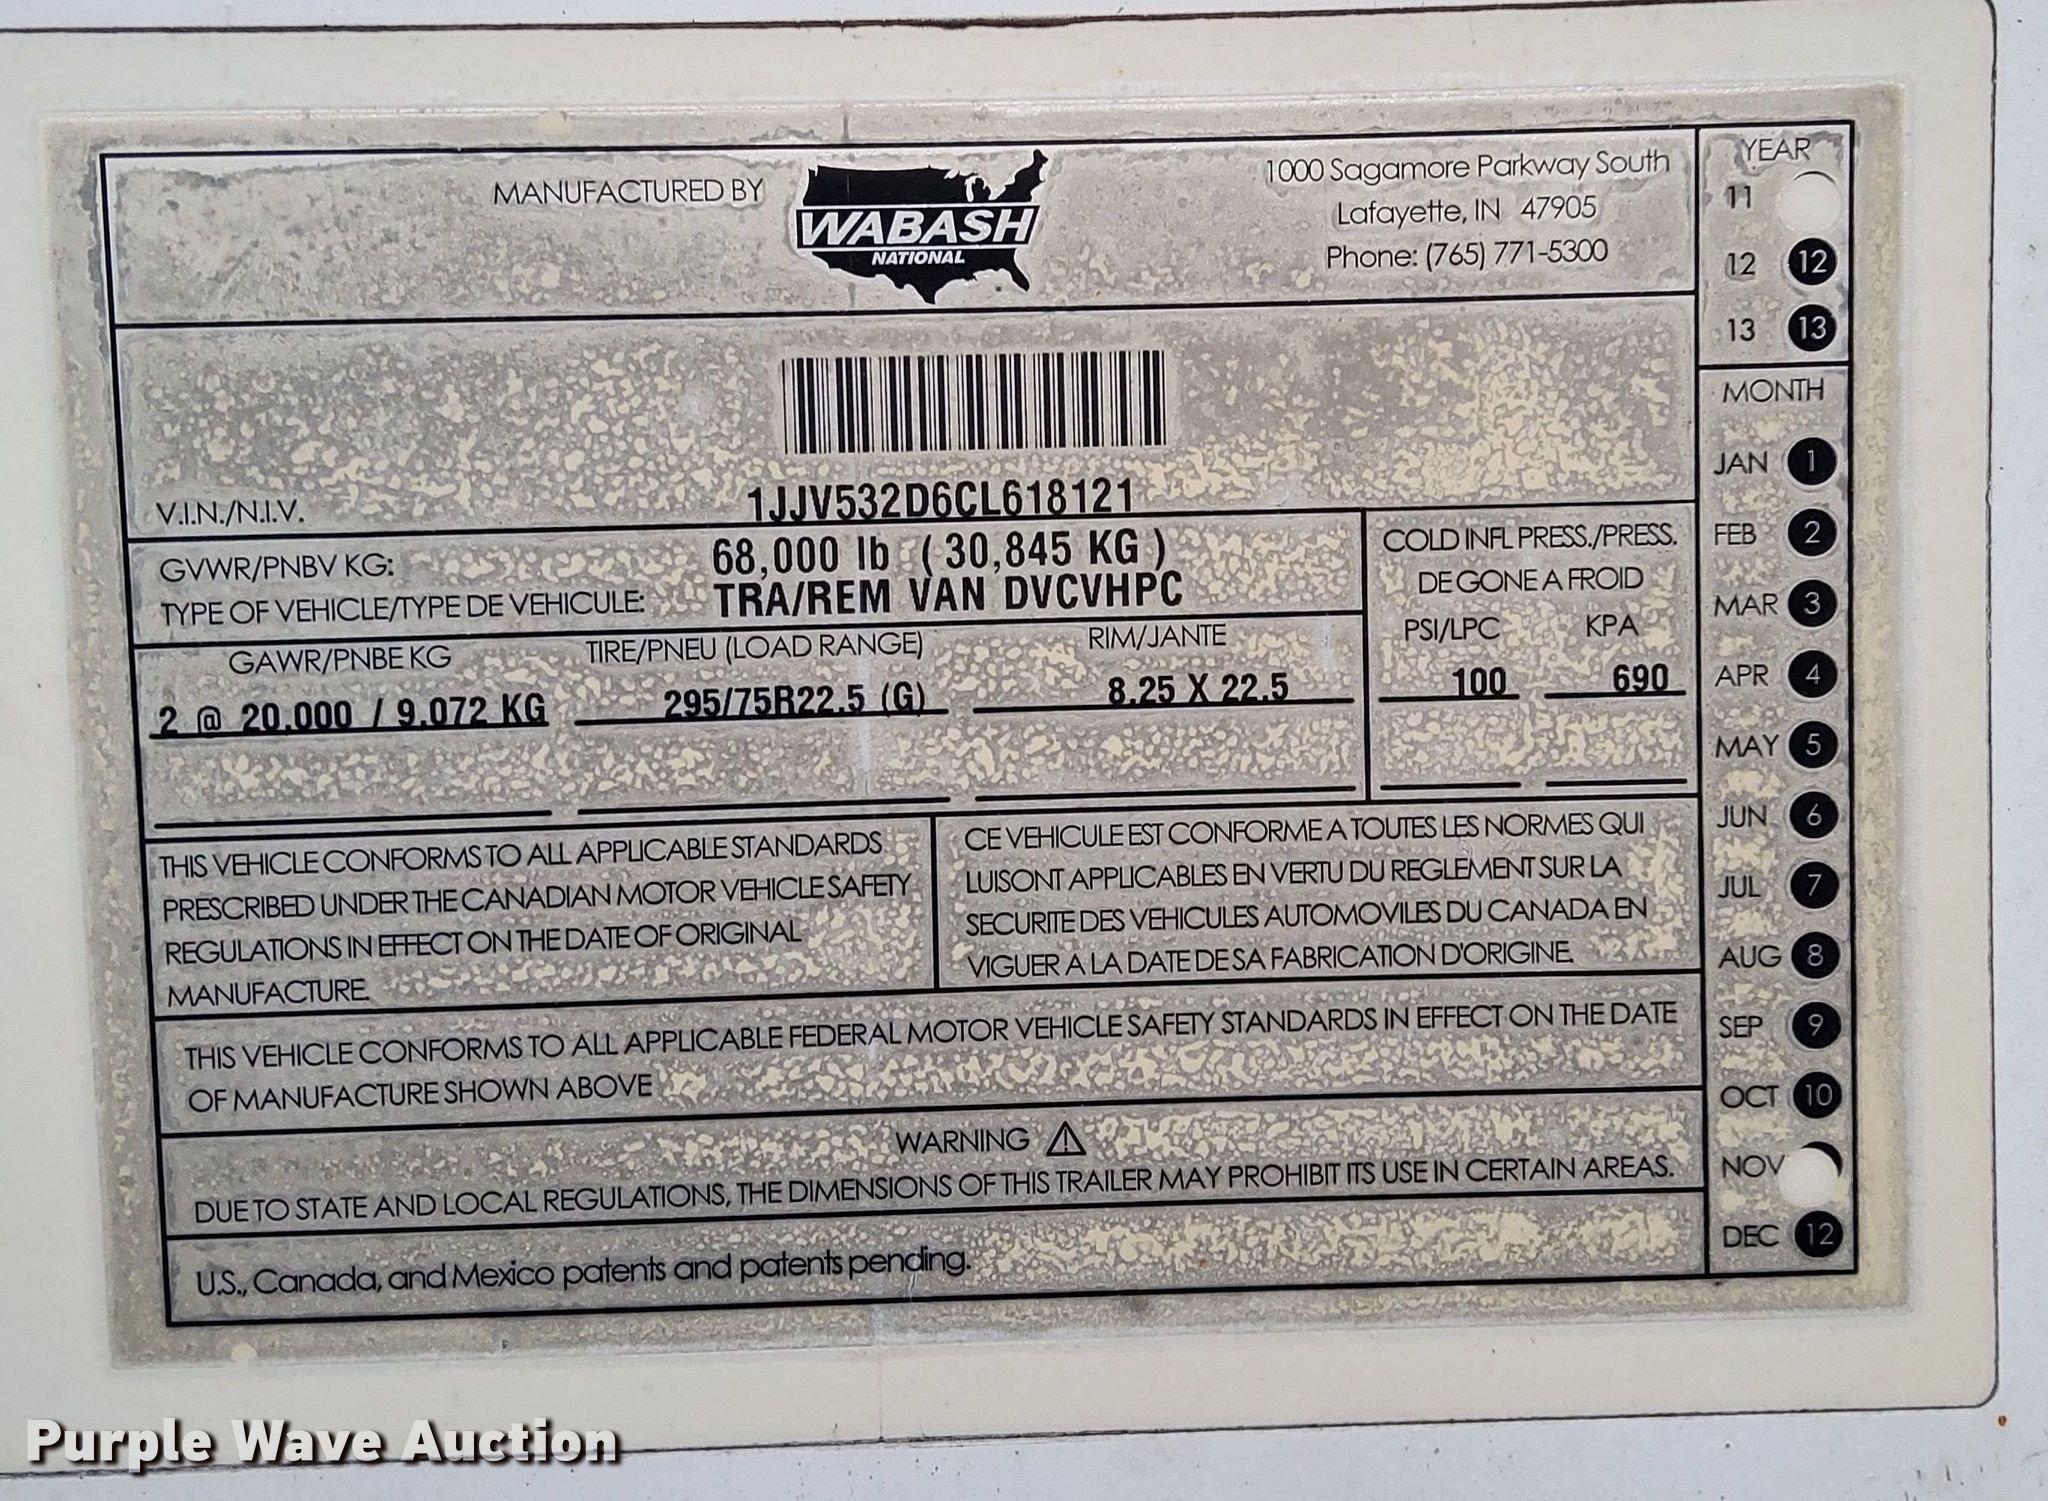 MANUFACTURED BY
WABASH
NATIONAL
1000 Sagamore Parkway South
Lafayette, IN 47905
Phone: (765) 771-5300
V.I.N./N.I.V.
1JJV532D6CL618121
GVWR/PNBV KG: 68,000 lb ( 30,845 KG )
TYPE OF VEHICLE/TYPE DE VEHICULE: TRA/REM VAN DVCVHPC
COLD INFL PRESS./PRESS.
DE GONE A FROID
PSI/LPC KPA
100 690
GAWR/PNBE KG TIRE/PNEU (LOAD RANGE) RIM/JANTE
2 @ 20,000 / 9,072 KG 295/75R22.5 (G) 8.25 X 22.5
THIS VEHICLE CONFORMS TO ALL APPLICABLE STANDARDS
PRESCRIBED UNDER THE CANADIAN MOTOR VEHICLE SAFETY
REGULATIONS IN EFFECT ON THE DATE OF ORIGINAL
MANUFACTURE.
CE VEHICULE EST CONFORME A TOUTES LES NORMES QUI
LUI SONT APPLICABLES EN VERTU DU REGLEMENT SUR LA
SECURITE DES VEHICULES AUTOMOVILES DU CANADA EN
VIGUER A LA DATE DE SA FABRICATION D'ORIGINE.
THIS VEHICLE CONFORMS TO ALL APPLICABLE FEDERAL MOTOR VEHICLE SAFETY STANDARDS IN EFFECT ON THE DATE
OF MANUFACTURE SHOWN ABOVE
WARNING
DUE TO STATE AND LOCAL REGULATIONS, THE DIMENSIONS OF THIS TRAILER MAY PROHIBIT ITS USE IN CERTAIN AREAS.
U.S., Canada, and Mexico patents and patents pending.
YEAR
11
12 12
13 13
MONTH
JAN 1
FEB 2
MAR 3
APR 4
MAY 5
JUN 6
JUL 7
AUG 8
SEP 9
OCT 10
NOV
DEC 12
Purple Wave Auction